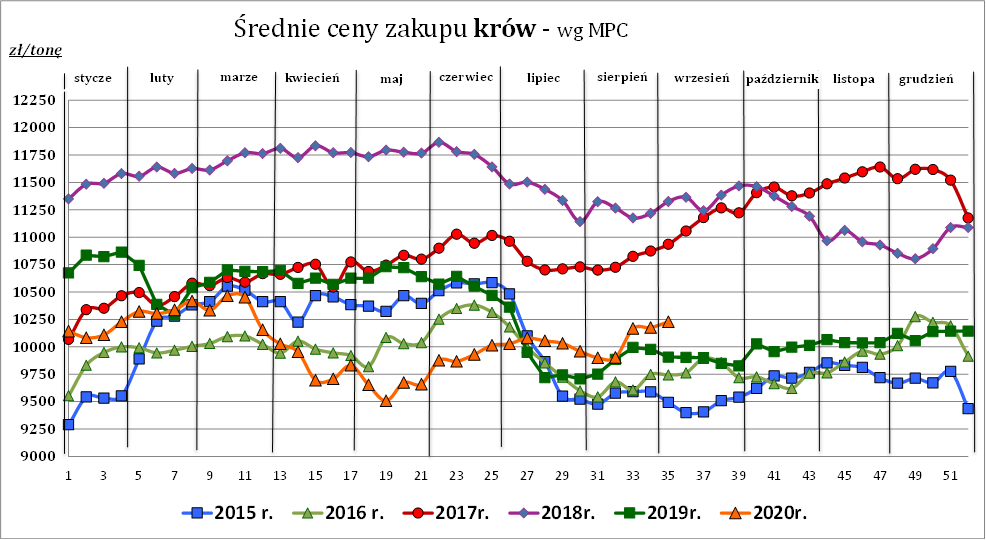 Średnie ceny zakupu krów - wg MPC
zł/tonę
stycze luty marze kwiecień maj czerwiec lipiec sierpień wrzesień październik listopa grudzień
12250
12000
11750
11500
11250
11000
10750
10500
10250
10000
9750
9500
9250
9000
1 3 5 7 9 11 13 15 17 19 21 23 25 27 29 31 33 35 37 39 41 43 45 47 49 51
2015 r. 2016 r. 2017r. 2018r. 2019r. 2020r.